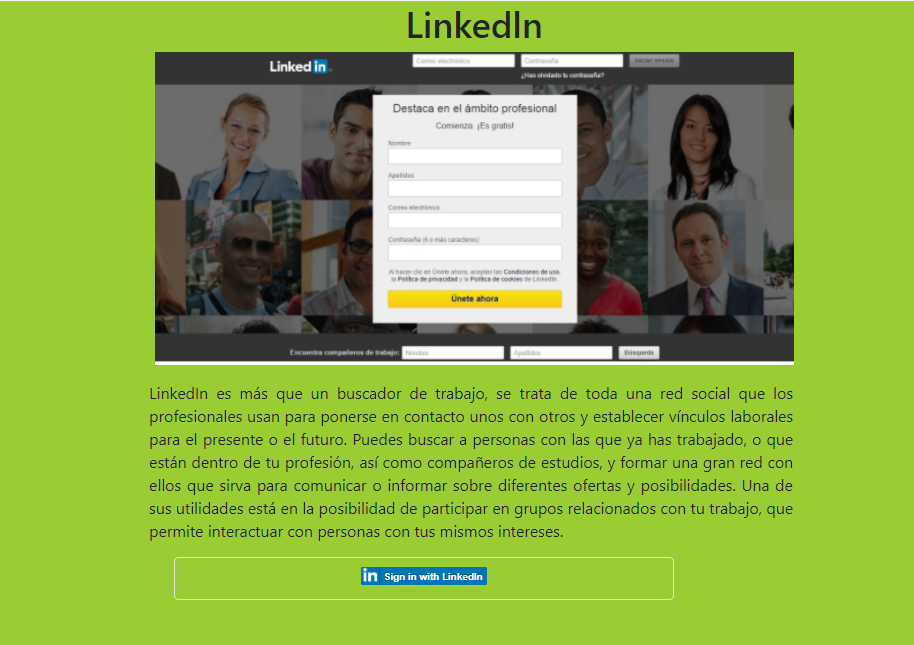 LinkedIn
Linked in
Correo electrónico
Contraseña
Iniciar sesión
¿Has olvidado tu contraseña?
Destaca en el ámbito profesional
Comienza. ¡Es gratis!
Nombre
Apellidos
Correo electrónico
Contraseña (6 o más caracteres)
Al hacer clic en Únete ahora, aceptas las Condiciones de uso,
la Política de privacidad y la Política de cookies de LinkedIn.
Únete ahora
Encuentra compañeros de trabajo: Nombre Apellidos Búsqueda
LinkedIn es más que un buscador de trabajo, se trata de toda una red social que los
profesionales usan para ponerse en contacto unos con otros y establecer vínculos laborales
para el presente o el futuro. Puedes buscar a personas con las que ya has trabajado, o que
están dentro de tu profesión, así como compañeros de estudios, y formar una gran red con
ellos que sirva para comunicar o informar sobre diferentes ofertas y posibilidades. Una de
sus utilidades está en la posibilidad de participar en grupos relacionados con tu trabajo, que
permite interactuar con personas con tus mismos intereses.
in Sign in with LinkedIn